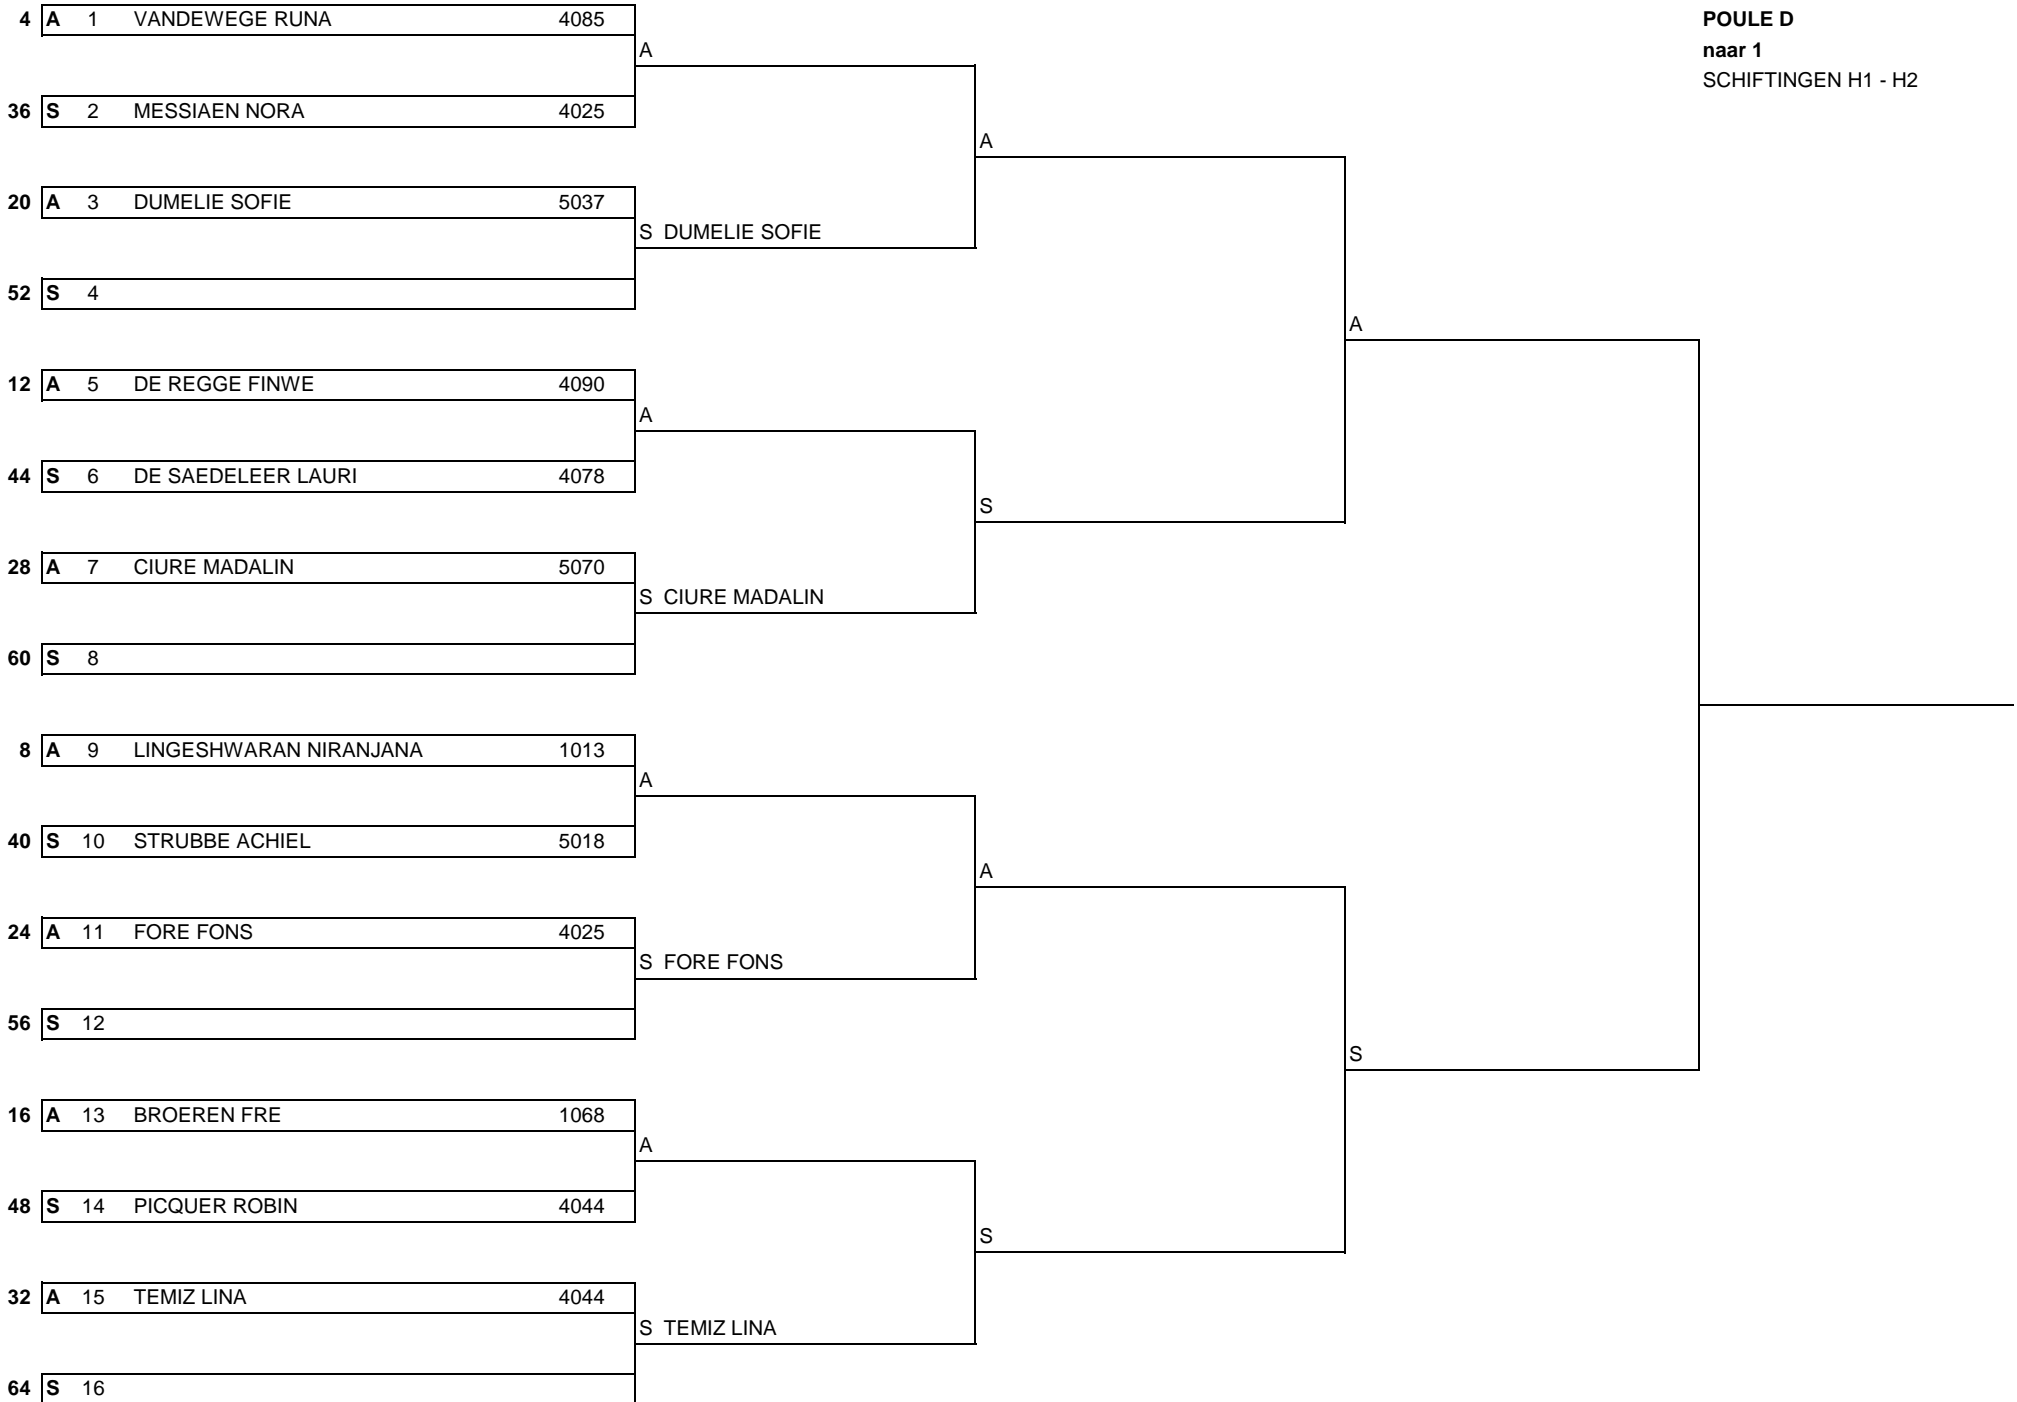 4 A 1 VANDEWEGE RUNA 4085
POULE D
A
naar 1
SCHIFTINGEN H1 - H2
36 S 2 MESSIAEN NORA 4025
A
20 A 3 DUMELIE SOFIE 5037
S DUMELIE SOFIE
52 S 4
A
12 A 5 DE REGGE FINWE 4090
A
44 S 6 DE SAEDELEER LAURI 4078
S
28 A 7 CIURE MADALIN 5070
S CIURE MADALIN
60 S 8
8 A 9 LINGESHWARAN NIRANJANA 1013
A
40 S 10 STRUBBE ACHIEL 5018
A
24 A 11 FORE FONS 4025
S FORE FONS
56 S 12
S
16 A 13 BROEREN FRE 1068
A
48 S 14 PICQUER ROBIN 4044
S
32 A 15 TEMIZ LINA 4044
S TEMIZ LINA
64 S 16